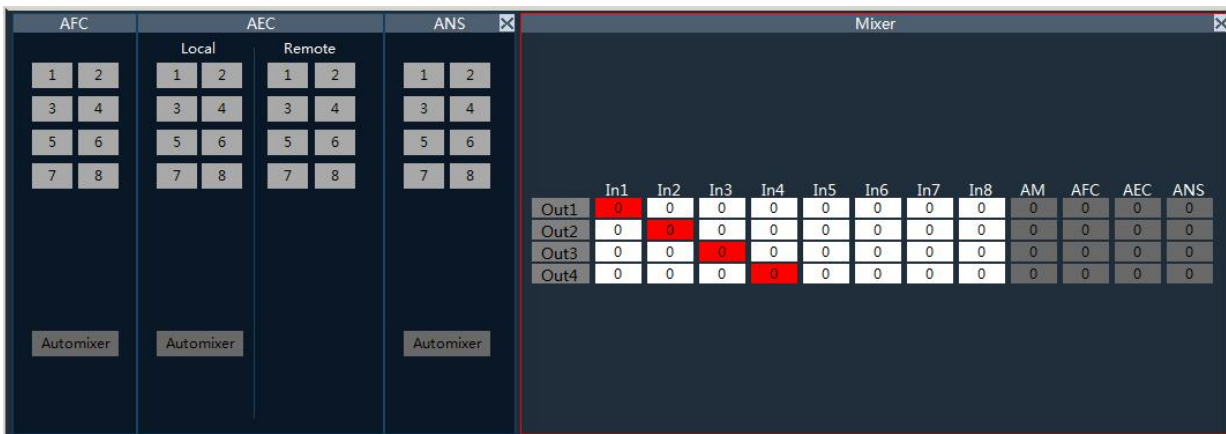 AFC AEC ANS
Local Remote
1 2 1 2 1 2 1 2
3 4 3 4 3 4 3 4
5 6 5 6 5 6 5 6
7 8 7 8 7 8 7 8
Automixer Automixer Automixer
Mixer
In1 In2 In3 In4 In5 In6 In7 In8 AM AFC AEC ANS
Out1 0 0 0 0 0 0 0 0 0 0 0 0
Out2 0 0 0 0 0 0 0 0 0 0 0 0
Out3 0 0 0 0 0 0 0 0 0 0 0 0
Out4 0 0 0 0 0 0 0 0 0 0 0 0